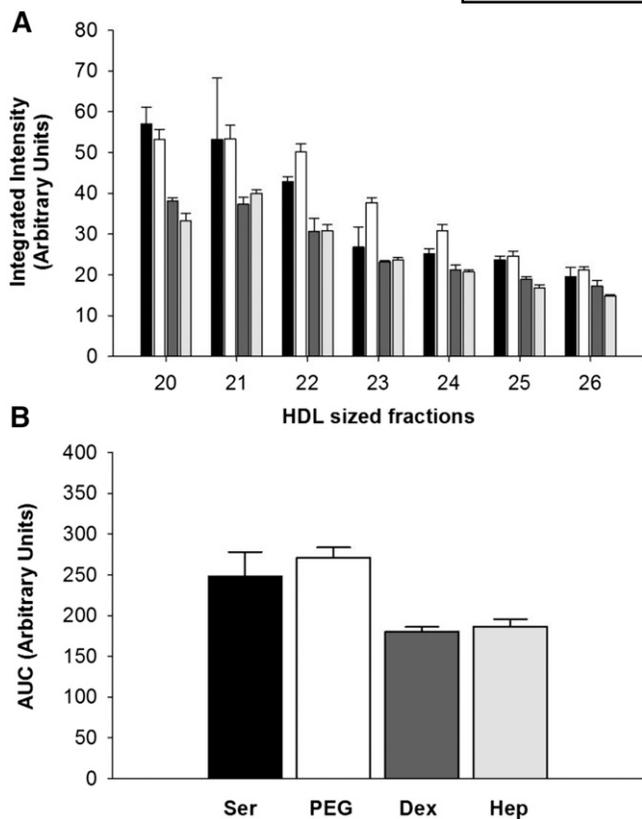 A
Integrated Intensity
(Arbitrary Units)
80
70
60
50
40
30
20
10
0
20 21 22 23 24 25 26
HDL sized fractions
B
AUC (Arbitrary Units)
400
350
300
250
200
150
100
50
0
Ser PEG Dex Hep